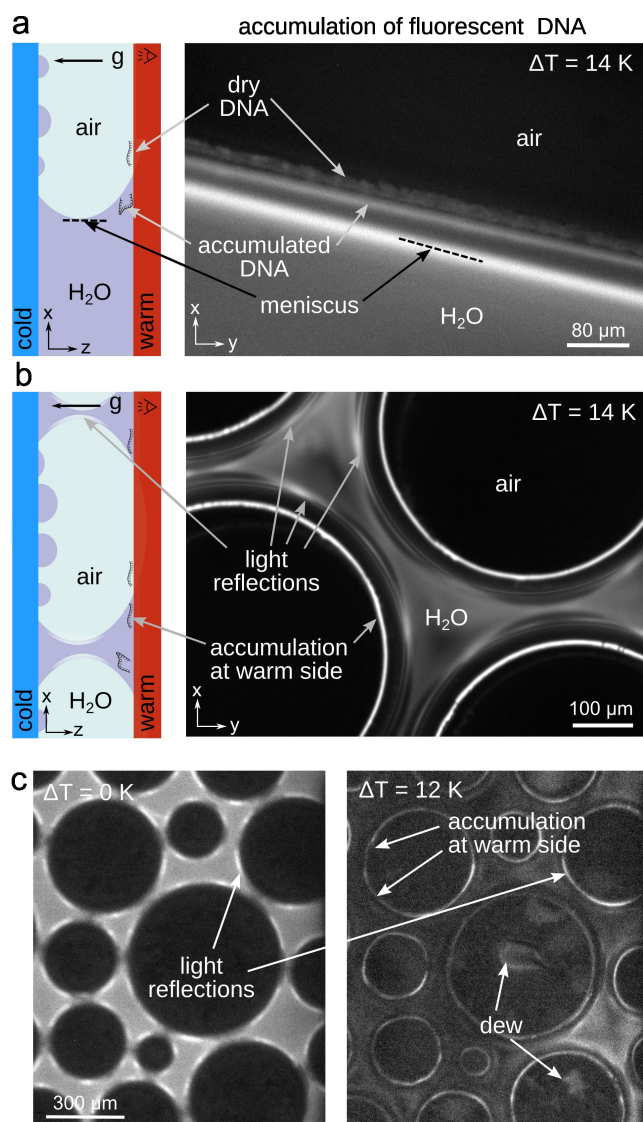 a
accumulation of fluorescent DNA
g
air
H₂O
x
z
cold
warm
dry
DNA
accumulated
DNA
meniscus
ΔT = 14 K
air
H₂O
x
y
80 μm
b
g
air
H₂O
x
z
cold
warm
light
reflections
accumulation
at warm side
ΔT = 14 K
air
H₂O
x
y
100 μm
c
ΔT = 0 K
light
reflections
300 μm
ΔT = 12 K
accumulation
at warm side
dew